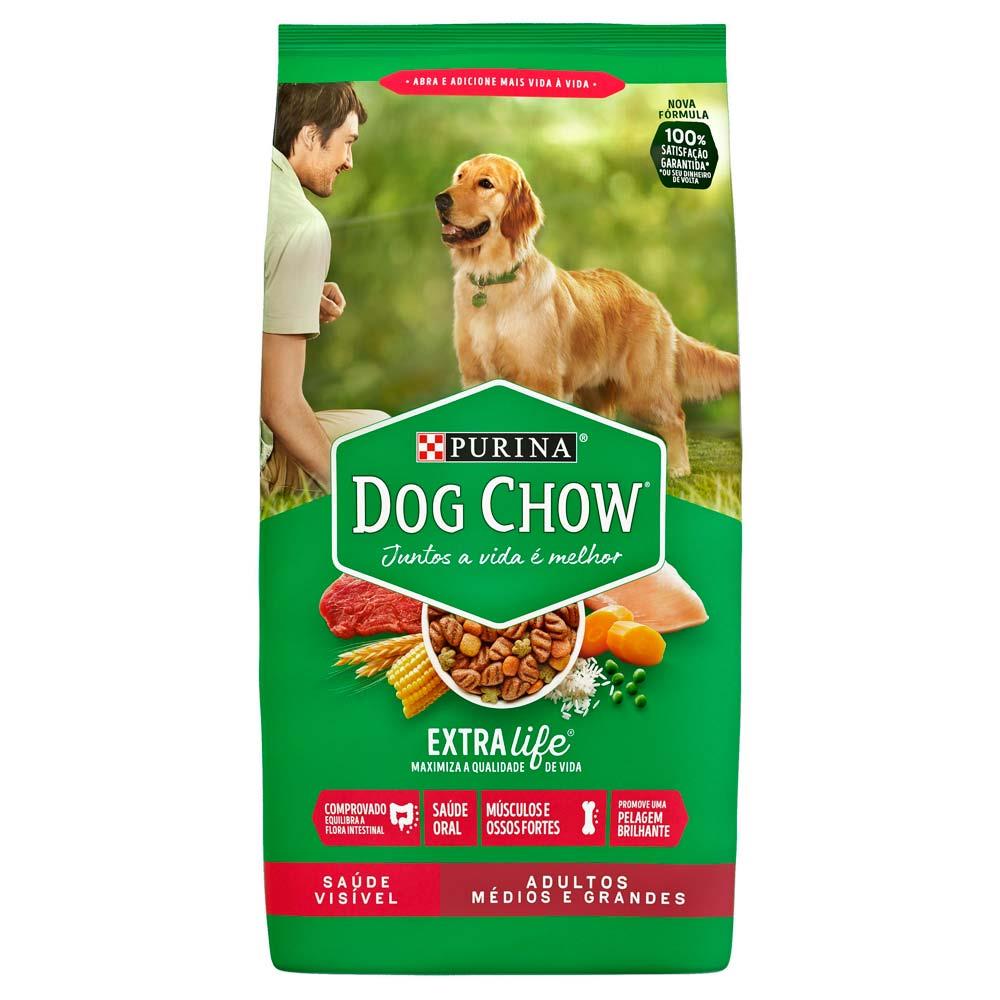 • ABRA E ADICIONE MAIS VIDA À VIDA •
NOVA
FÓRMULA
100%
SATISFAÇÃO
GARANTIDA*
*OU SEU DINHEIRO
DE VOLTA
PURINA®
DOG CHOW®
Juntos a vida é melhor
EXTRA life®
MAXIMIZA A QUALIDADE DE VIDA
COMPROVADO
EQUILIBRA A
FLORA INTESTINAL
SAÚDE
ORAL
MÚSCULOS E
OSSOS FORTES
PROMOVE UMA
PELAGEM
BRILHANTE
SAÚDE
VISÍVEL
ADULTOS
MÉDIOS E GRANDES